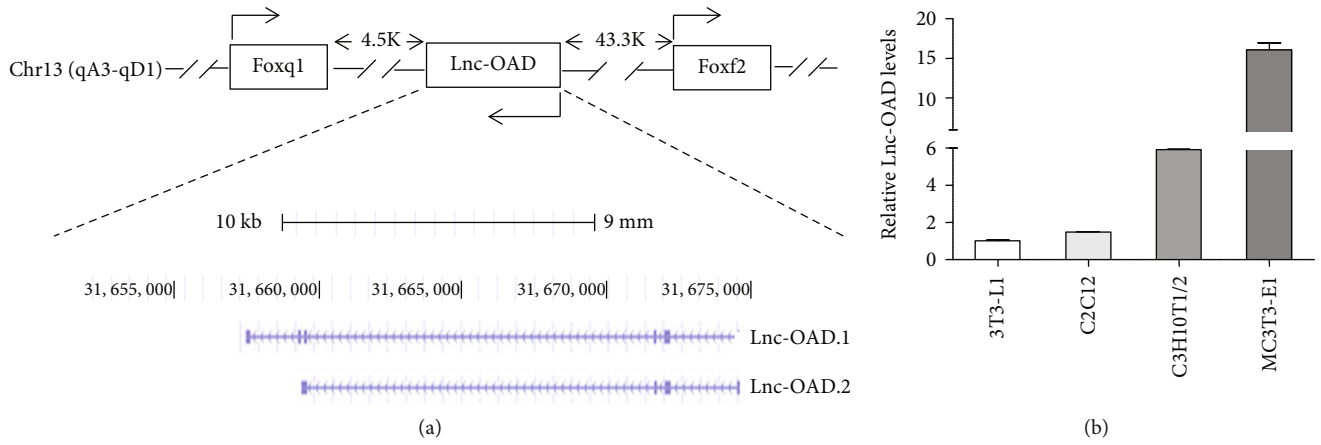 4.5K
43.3K
Chr13 (qA3-qD1)
Foxq1
Lnc-OAD
Foxf2
10 kb
9 mm
31, 655, 000
31, 660, 000
31, 665, 000
31, 670, 000
31, 675, 000
Lnc-OAD.1
Lnc-OAD.2
(a)
Relative Lnc-OAD levels
20
15
10
6
4
2
0
3T3-L1
C2C12
C3H10T1/2
MC3T3-E1
(b)